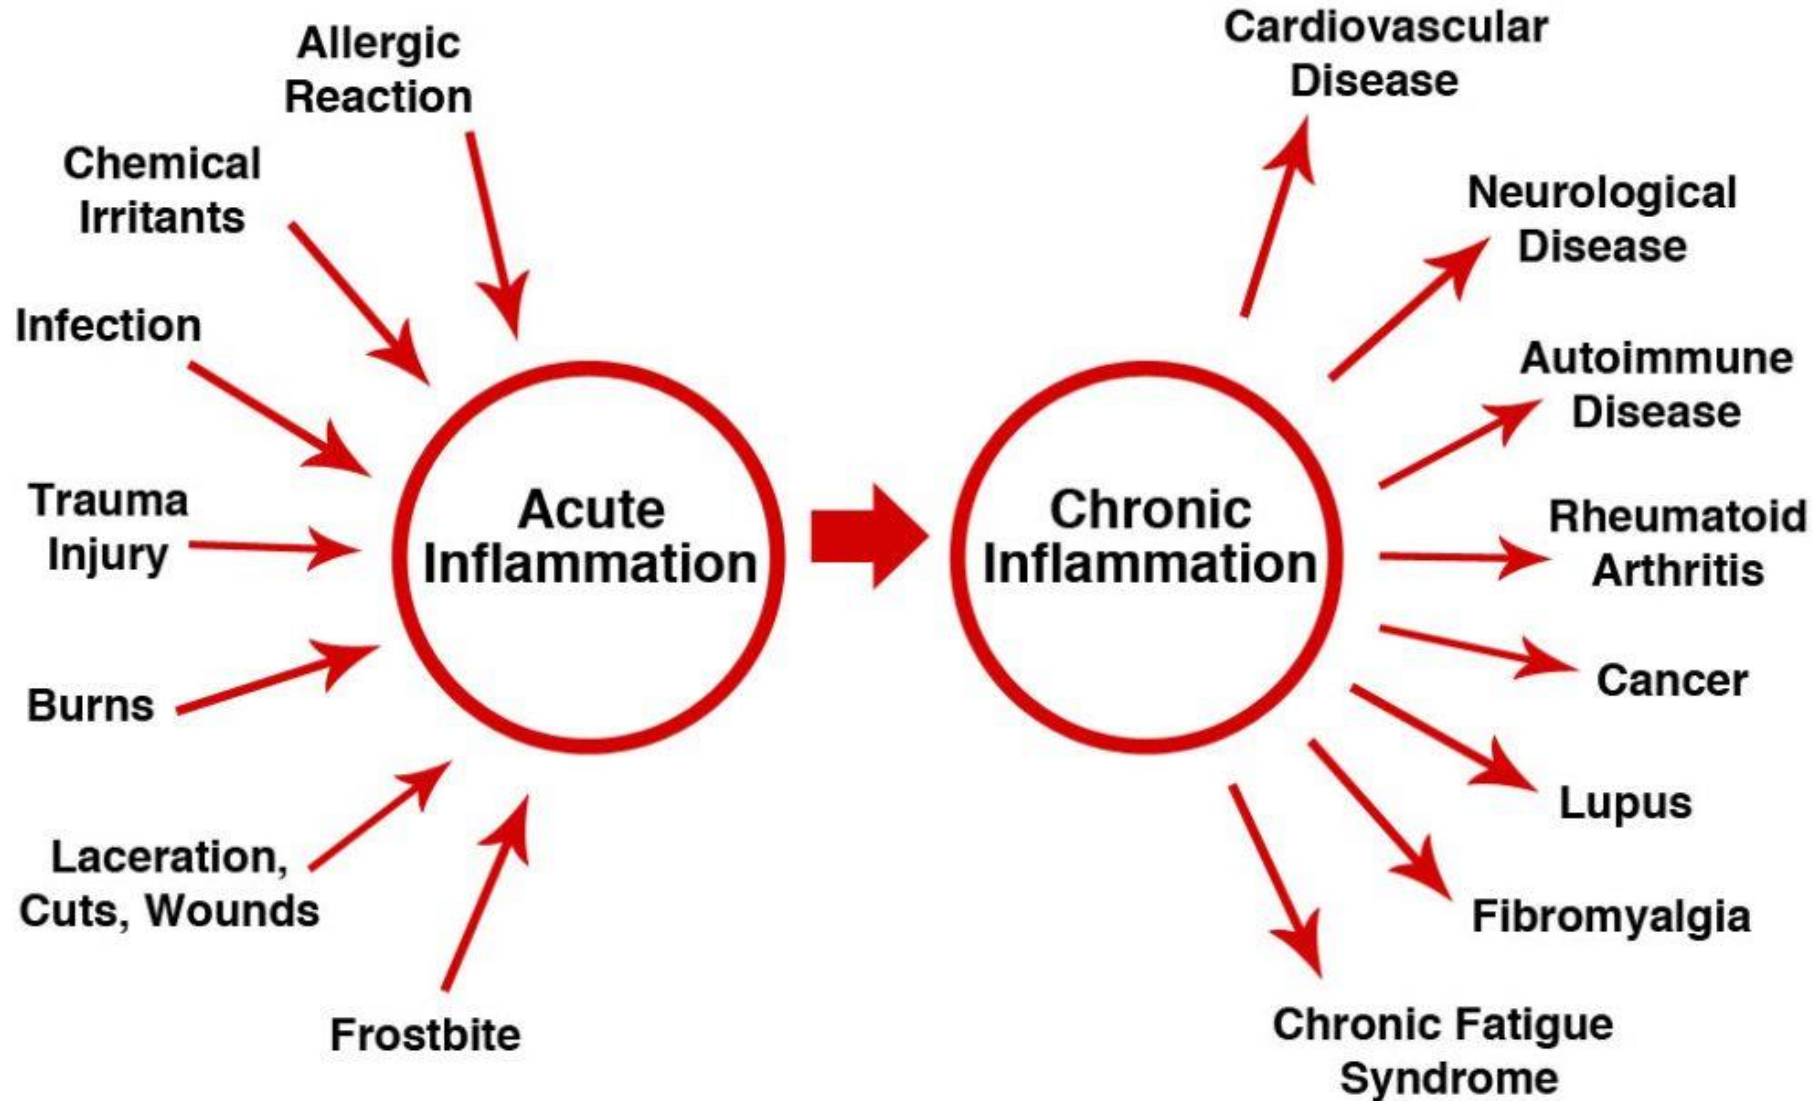 Allergic
Reaction
Chemical
Irritants
Infection
Trauma
Injury
Burns
Laceration,
Cuts, Wounds
Frostbite
Acute
Inflammation
Chronic
Inflammation
Cardiovascular
Disease
Neurological
Disease
Autoimmune
Disease
Rheumatoid
Arthritis
Cancer
Lupus
Fibromyalgia
Chronic Fatigue
Syndrome